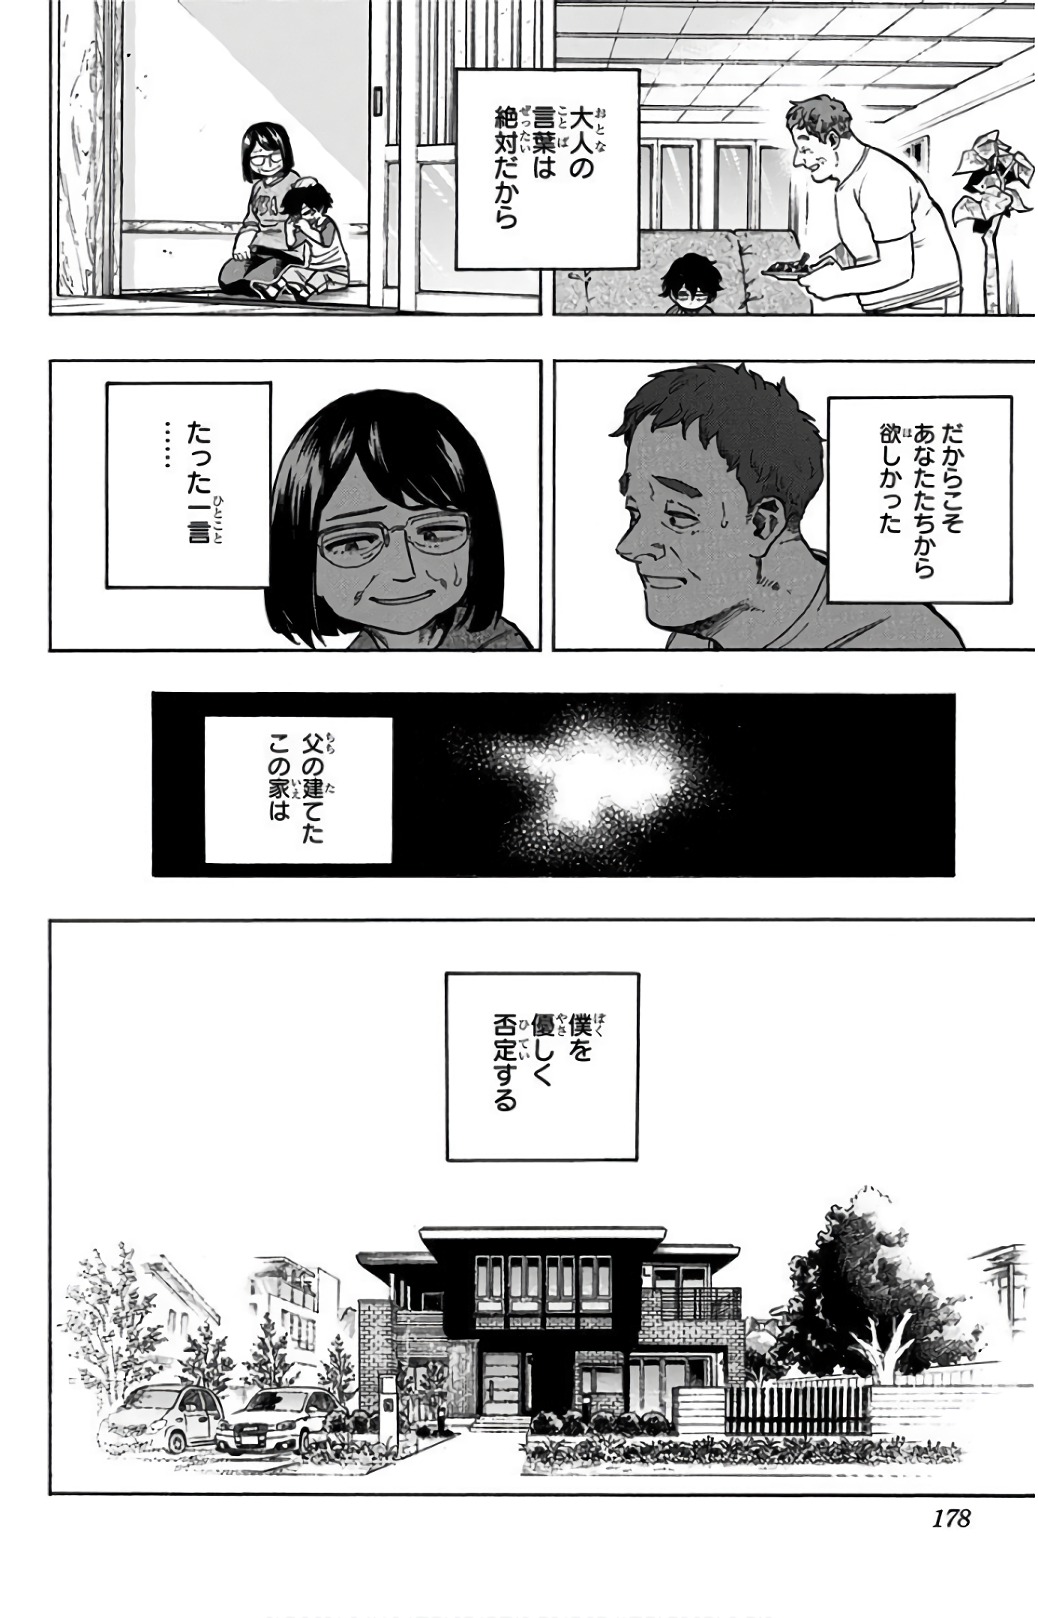 大人の
言葉は
絶対だから
だからこそ
あなたたちから
欲しかった
たった一言
……
父の建てた
この家は
僕を
優しく
否定する
178